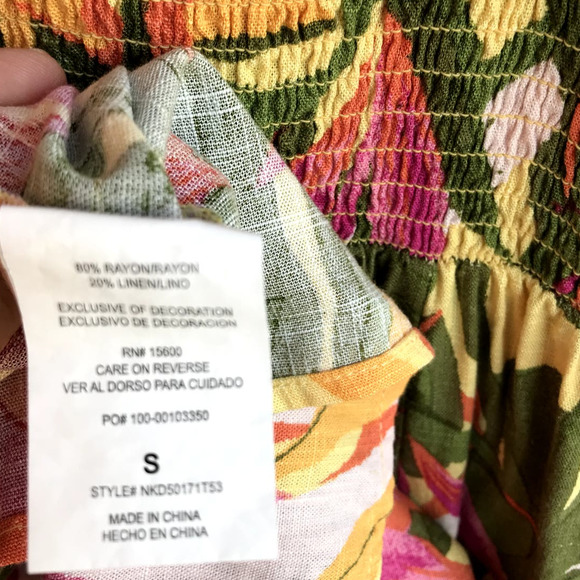 80% RAYON/RAYON
20% LINEN/LINO
EXCLUSIVE OF DECORATION
EXCLUSIVO DE DECORACION
RN# 15600
CARE ON REVERSE
VER AL DORSO PARA CUIDADO
PO# 100-00103350
S
STYLE# NKD50171T53
MADE IN CHINA
HECHO EN CHINA